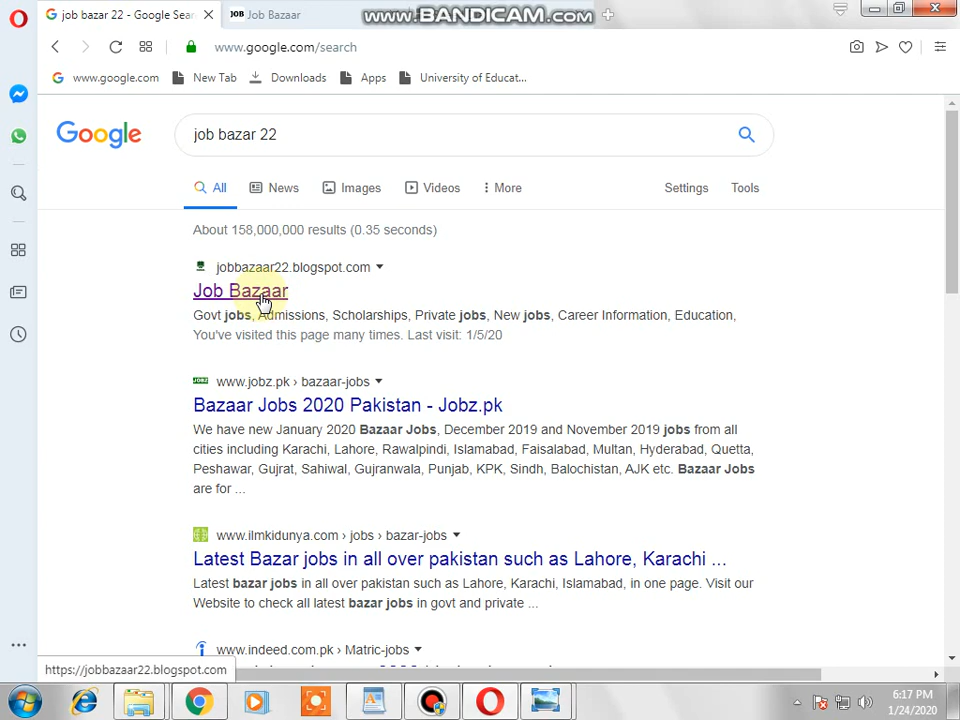 job bazar 22 - Google Sear
JOB Job Bazaar
www.BANDICAM.com
www.google.com/search
www.google.com
New Tab
Downloads
Apps
University of Educat...
Google
job bazar 22
All
News
Images
Videos
More
Settings
Tools
About 158,000,000 results (0.35 seconds)
jobbazaar22.blogspot.com
Job Bazaar
Govt jobs, Admissions, Scholarships, Private jobs, New jobs, Career Information, Education,
You've visited this page many times. Last visit: 1/5/20
JOBZ www.jobz.pk › bazaar-jobs
Bazaar Jobs 2020 Pakistan - Jobz.pk
We have new January 2020 Bazaar Jobs, December 2019 and November 2019 jobs from all
cities including Karachi, Lahore, Rawalpindi, Islamabad, Faisalabad, Multan, Hyderabad, Quetta,
Peshawar, Gujrat, Sahiwal, Gujranwala, Punjab, KPK, Sindh, Balochistan, AJK etc. Bazaar Jobs
are for ...
www.ilmkidunya.com › jobs › bazar-jobs
Latest Bazar jobs in all over pakistan such as Lahore, Karachi ...
Latest bazar jobs in all over pakistan such as Lahore, Karachi, Islamabad, in one page. Visit our
Website to check all latest bazar jobs in govt and private ...
www.indeed.com.pk › Matric-jobs
https://jobbazaar22.blogspot.com
6:17 PM
1/24/2020